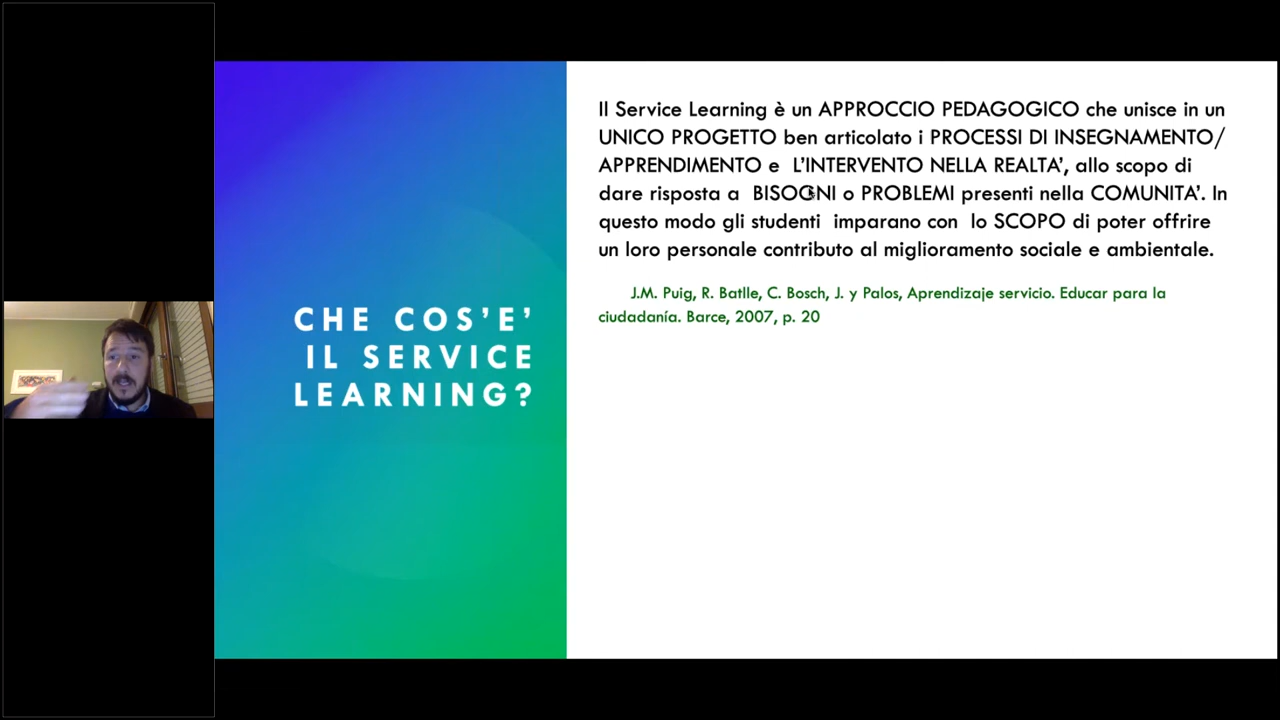 CHE COS’E’
IL SERVICE
LEARNING?
Il Service Learning è un APPROCCIO PEDAGOGICO che unisce in un
UNICO PROGETTO ben articolato i PROCESSI DI INSEGNAMENTO/
APPRENDIMENTO e L’INTERVENTO NELLA REALTA’, allo scopo di
dare risposta a BISOGNI o PROBLEMI presenti nella COMUNITA’. In
questo modo gli studenti imparano con lo SCOPO di poter offrire
un loro personale contributo al miglioramento sociale e ambientale.
J.M. Puig, R. Batlle, C. Bosch, J. y Palos, Aprendizaje servicio. Educar para la
ciudadanía. Barce, 2007, p. 20